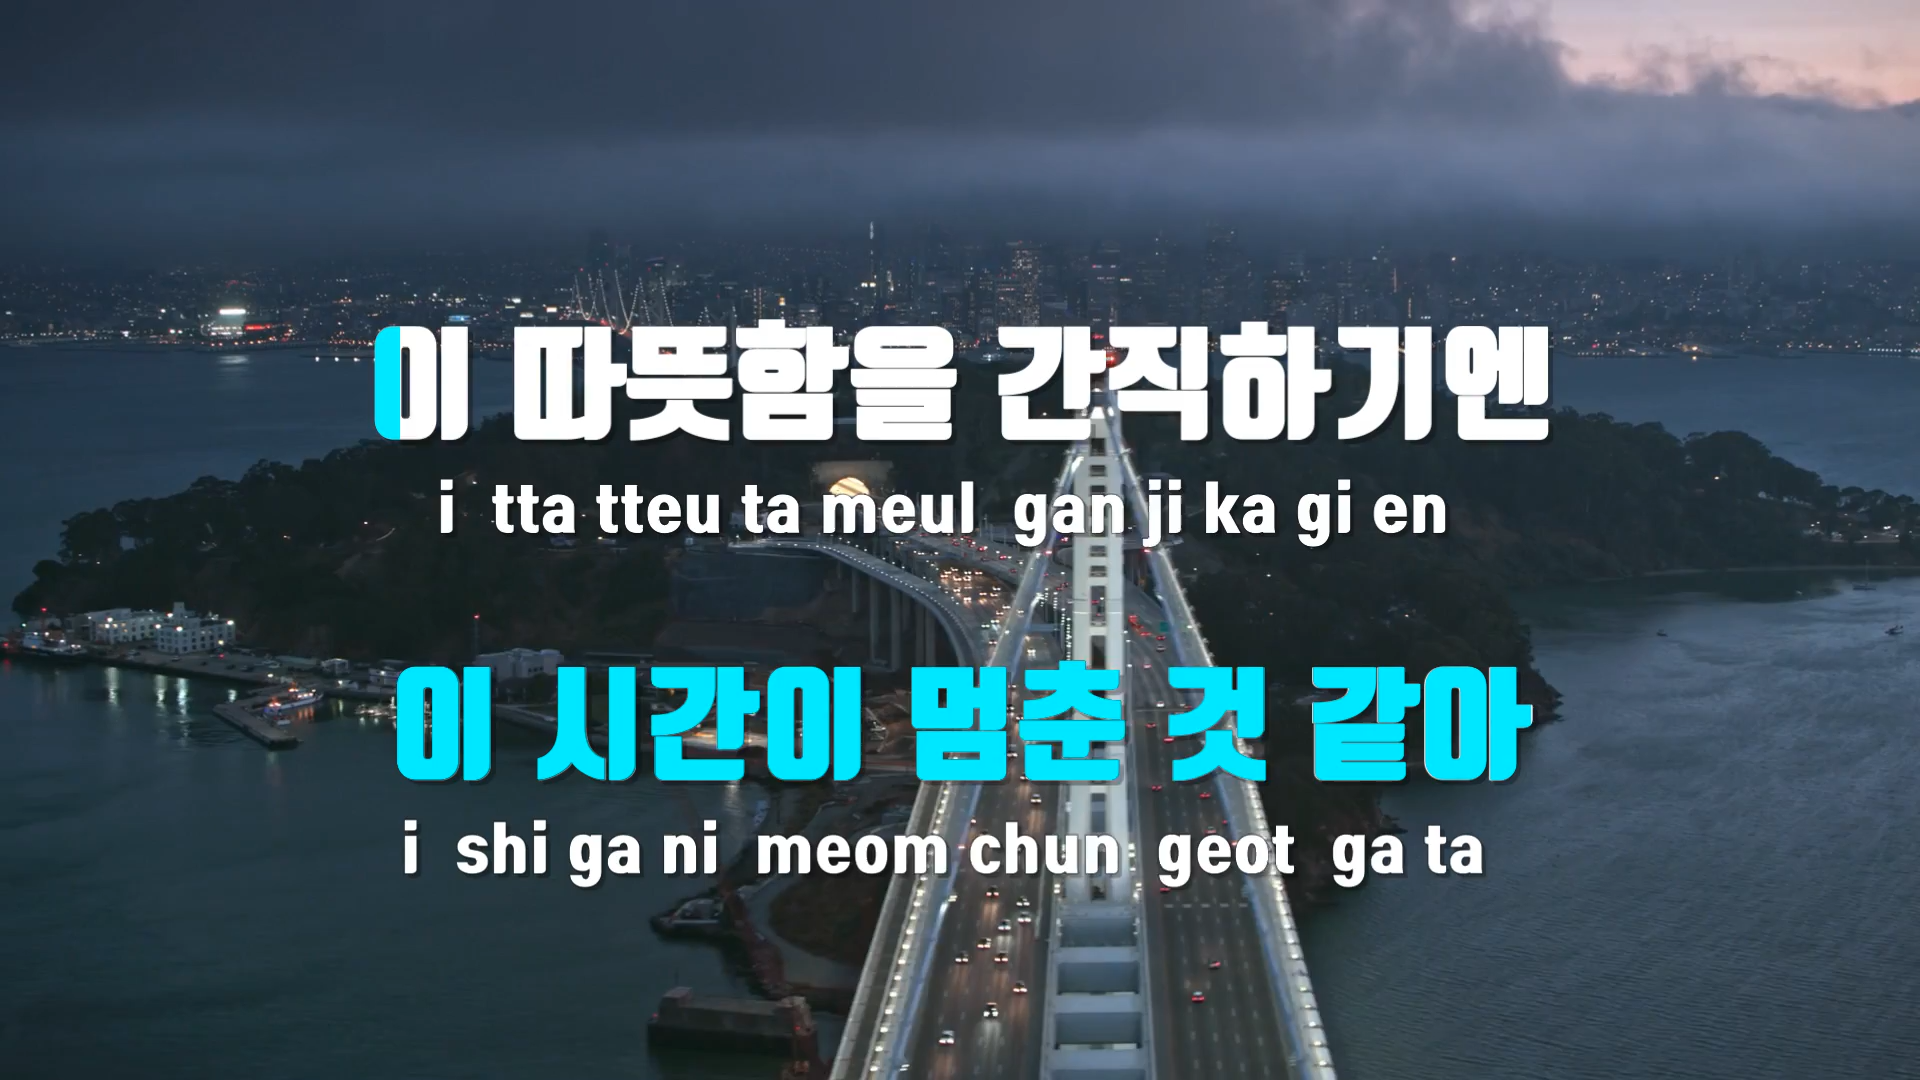 이 따뜻함을 간직하기엔
i tta tteu ta meul gan ji ka gi en
이 시간이 멈춘 것 같아
i shi ga ni meom chun geot ga ta